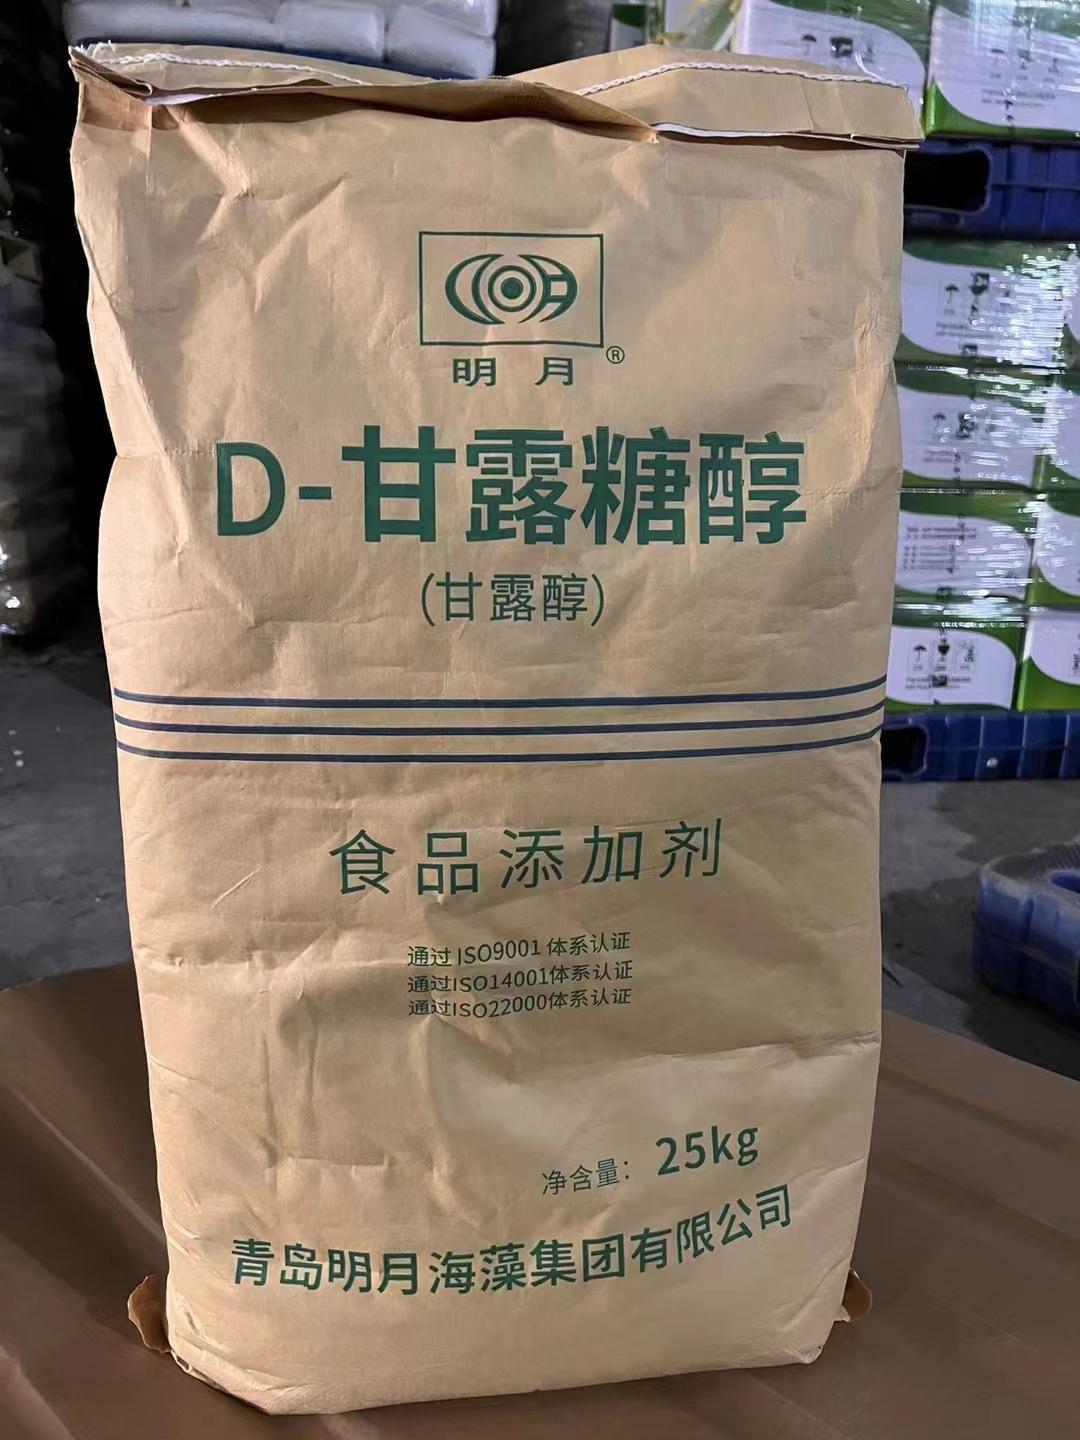 明月
®
D-甘露糖醇
(甘露醇)
食品添加剂
通过ISO9001体系认证
通过ISO14001体系认证
通过ISO22000体系认证
净含量：25kg
青岛明月海藻集团有限公司